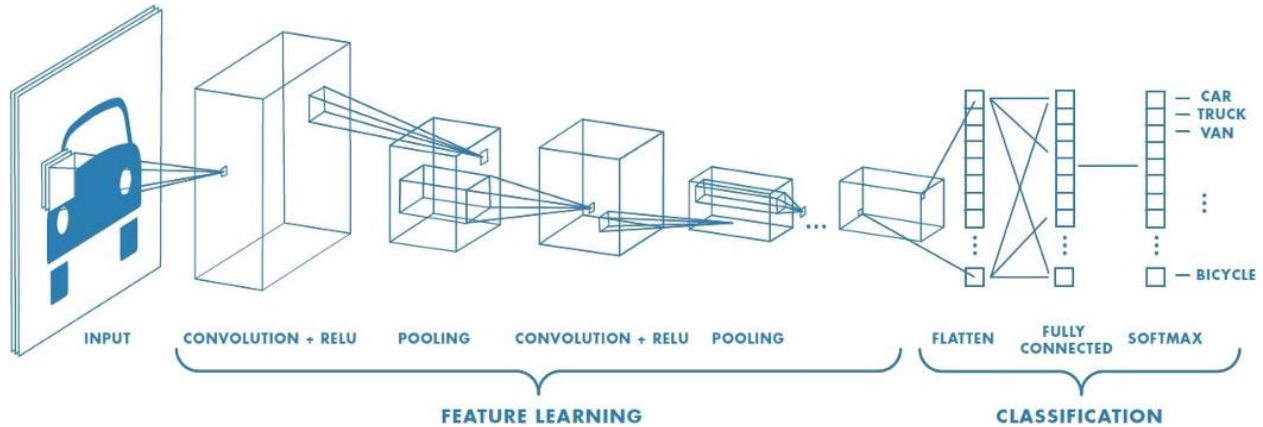 CAR
TRUCK
VAN
BICYCLE
INPUT
CONVOLUTION + RELU
POOLING
CONVOLUTION + RELU
POOLING
FLATTEN
FULLY
CONNECTED
SOFTMAX
FEATURE LEARNING
CLASSIFICATION